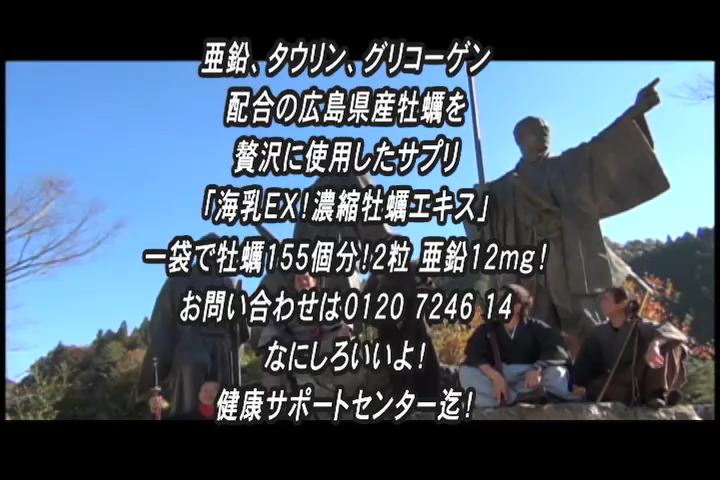 亜鉛、タウリン、グリコーゲン
配合の広島県産牡蠣を
贅沢に使用したサプリ
「海乳EX!濃縮牡蠣エキス」
一袋で牡蠣155個分!2粒 亜鉛12mg!
お問い合わせは0120 7246 14
なにしろいいよ!
健康サポートセンター迄!